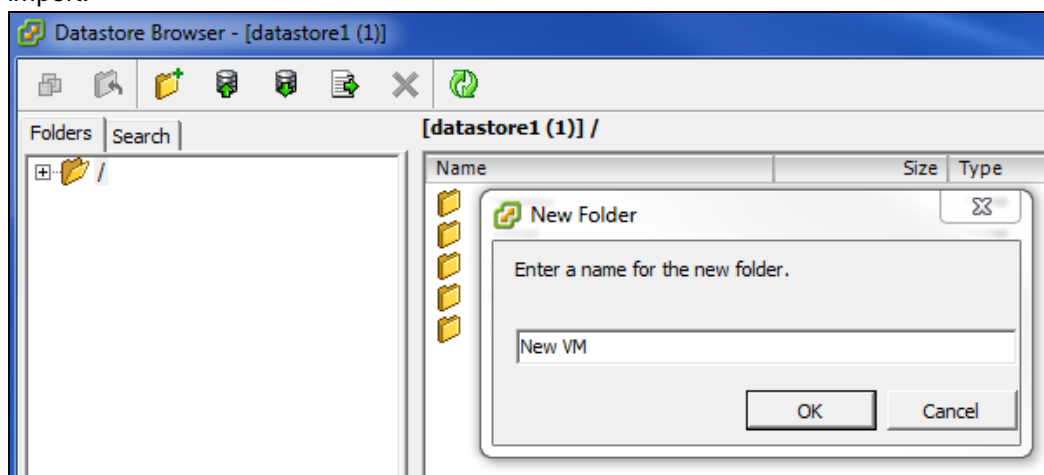 import.
Datastore Browser - [datastore1 (1)]
Folders Search
[datastore1 (1)] /
/
Name Size Type
New Folder
Enter a name for the new folder.
New VM
OK Cancel